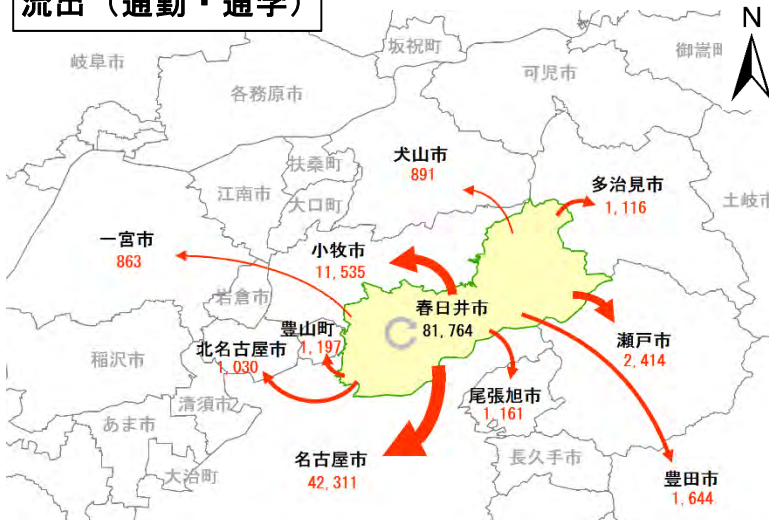 流出（通勤・通学）
N
坂祝町
御嵩町
岐阜市
可児市
各務原市
犬山市
891
扶桑町
多治見市
1,116
江南市
大口町
土岐市
一宮市
863
小牧市
11,535
岩倉市
春日井市
81,764
豊山町
1,197
瀬戸市
2,414
北名古屋市
1,030
稲沢市
尾張旭市
1,161
清須市
あま市
名古屋市
42,311
長久手市
大治町
豊田市
1,644